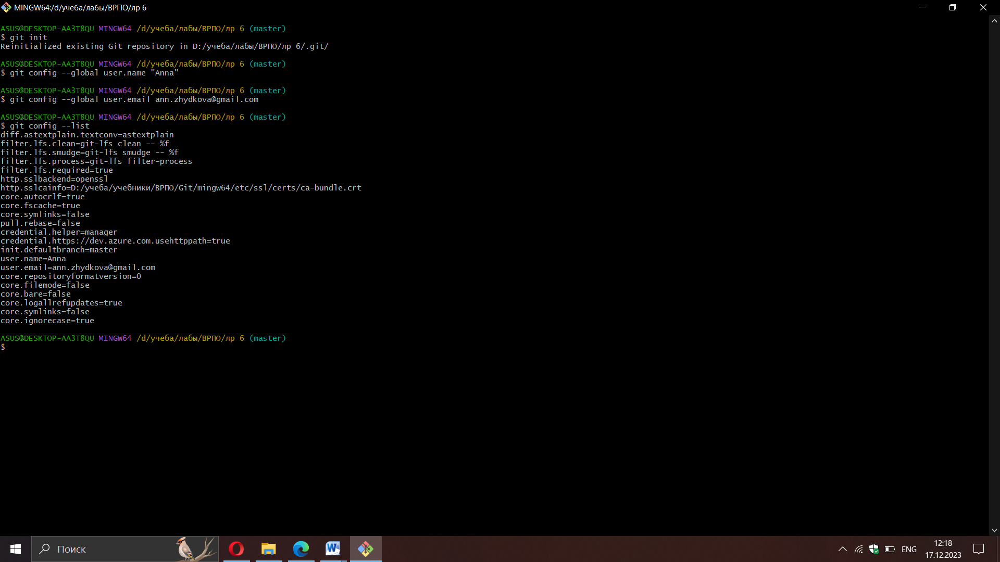 MINGW64:/d/учеба/лабы/ВРПО/лр 6
ASUS@DESKTOP-AA3T8QU MINGW64 /d/учеба/лабы/ВРПО/лр 6 (master)
$ git init
Reinitialized existing Git repository in D:/учеба/лабы/ВРПО/лр 6/.git/
ASUS@DESKTOP-AA3T8QU MINGW64 /d/учеба/лабы/ВРПО/лр 6 (master)
$ git config --global user.name "Anna"
ASUS@DESKTOP-AA3T8QU MINGW64 /d/учеба/лабы/ВРПО/лр 6 (master)
$ git config --global user.email ann.zhydkova@gmail.com
ASUS@DESKTOP-AA3T8QU MINGW64 /d/учеба/лабы/ВРПО/лр 6 (master)
$ git config --list
diff.astextplain.textconv=astextplain
filter.lfs.clean=git-lfs clean -- %f
filter.lfs.smudge=git-lfs smudge -- %f
filter.lfs.process=git-lfs filter-process
filter.lfs.required=true
http.sslbackend=openssl
http.sslcainfo=D:/учеба/учебники/ВРПО/Git/mingw64/etc/ssl/certs/ca-bundle.crt
core.autocrlf=true
core.fscache=true
core.symlinks=false
pull.rebase=false
credential.helper=manager
credential.https://dev.azure.com.usehttppath=true
init.defaultbranch=master
user.name=Anna
user.email=ann.zhydkova@gmail.com
core.repositoryformatversion=0
core.filemode=false
core.bare=false
core.logallrefupdates=true
core.symlinks=false
core.ignorecase=true
ASUS@DESKTOP-AA3T8QU MINGW64 /d/учеба/лабы/ВРПО/лр 6 (master)
$
Поиск
ENG
12:18
17.12.2023